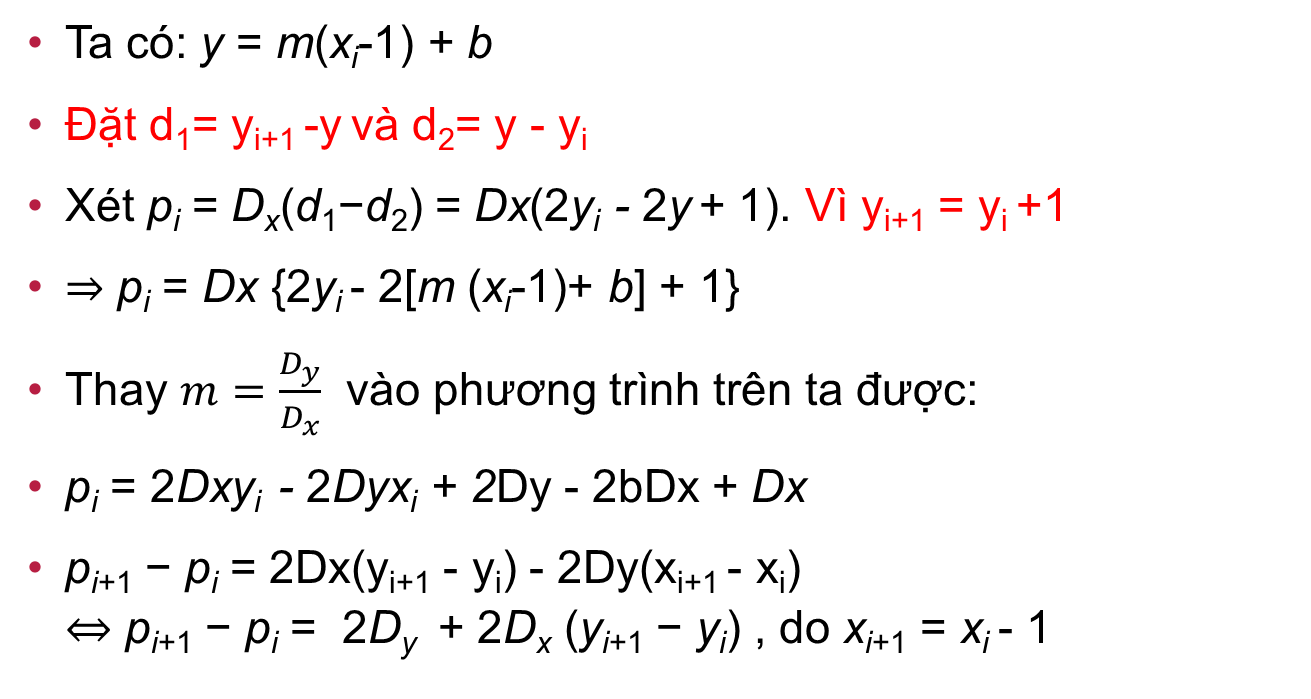 • Ta có: y = m(xᵢ-1) + b
• Đặt d₁= yᵢ₊₁ -y và d₂= y - yᵢ
• Xét pᵢ = Dₓ(d₁−d₂) = Dx(2yᵢ - 2y + 1). Vì yᵢ₊₁ = yᵢ +1
• ⇒ pᵢ = Dx {2yᵢ - 2[m (xᵢ-1)+ b] + 1}
• Thay m = D_y/D_x vào phương trình trên ta được:
• pᵢ = 2Dxyᵢ - 2Dyxᵢ + 2Dy - 2bDx + Dx
• pᵢ₊₁ − pᵢ = 2Dx(yᵢ₊₁ - yᵢ) - 2Dy(xᵢ₊₁ - xᵢ)
⇔ pᵢ₊₁ − pᵢ = 2D_y + 2Dₓ (yᵢ₊₁ − yᵢ) , do xᵢ₊₁ = xᵢ - 1